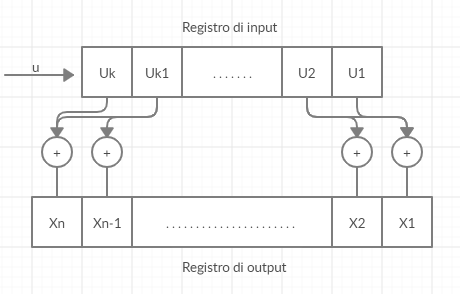 Registro di input
u
Uk Uk1 ....... U2 U1
+ + + +
Xn Xn-1 ...................... X2 X1
Registro di output